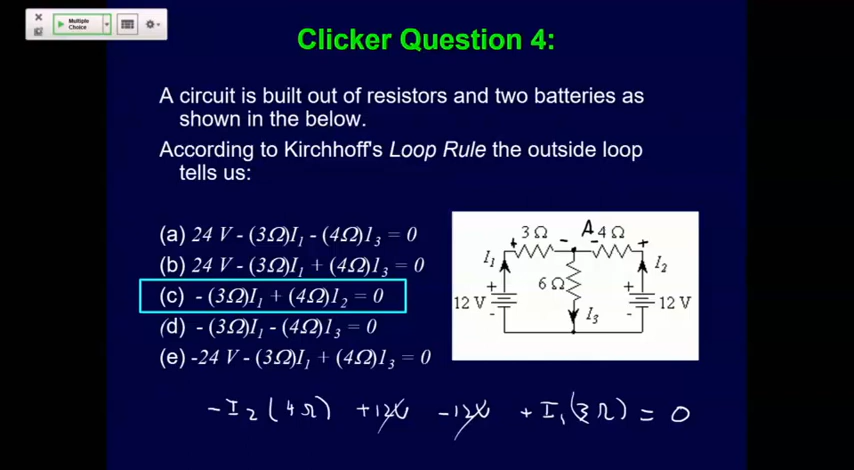 Multiple
Choice
Clicker Question 4:
A circuit is built out of resistors and two batteries as
shown in the below.
According to Kirchhoff's Loop Rule the outside loop
tells us:
(a) 24 V - (3Ω)I₁ - (4Ω)I₃ = 0
(b) 24 V - (3Ω)I₁ + (4Ω)I₃ = 0
(c) - (3Ω)I₁ + (4Ω)I₂ = 0
(d) - (3Ω)I₁ - (4Ω)I₃ = 0
(e) -24 V - (3Ω)I₁ + (4Ω)I₃ = 0
3 Ω A 4 Ω
+ - - +
I₁ I₂
6 Ω
+ +
12 V 12 V
- I₃ -
-I₂ (4Ω) +12V -12V + I₁(3Ω) = 0